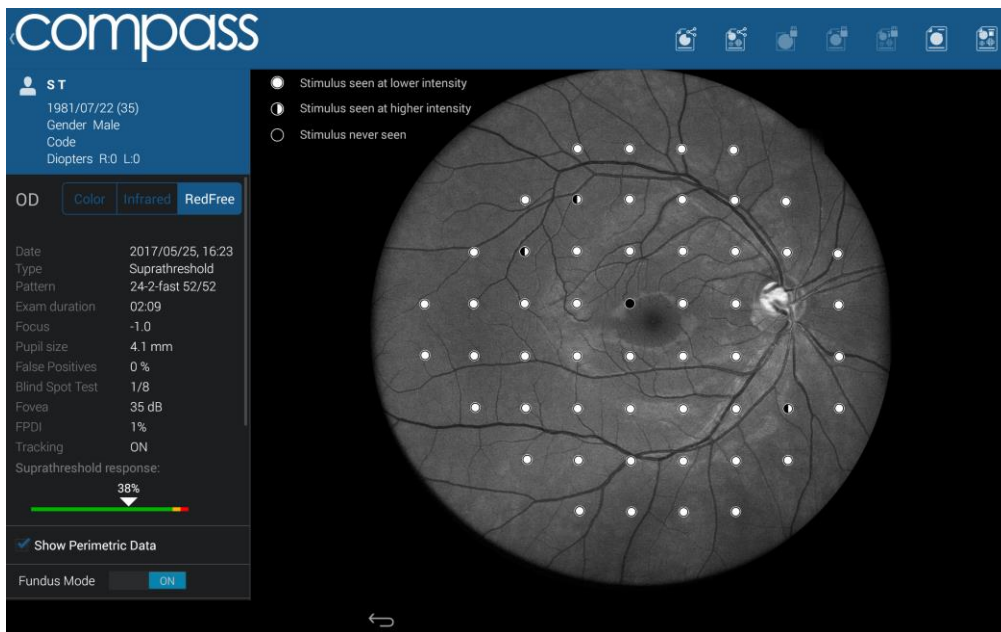 compass
S T
1981/07/22 (35)
Gender Male
Code
Diopters R:0 L:0
Stimulus seen at lower intensity
Stimulus seen at higher intensity
Stimulus never seen
OD Color Infrared RedFree
Date 2017/05/25, 16:23
Type Suprathreshold
Pattern 24-2-fast 52/52
Exam duration 02:09
Focus -1.0
Pupil size 4.1 mm
False Positives 0 %
Blind Spot Test 1/8
Fovea 35 dB
FPDI 1%
Tracking ON
Suprathreshold response:
38%
Show Perimetric Data
Fundus Mode ON